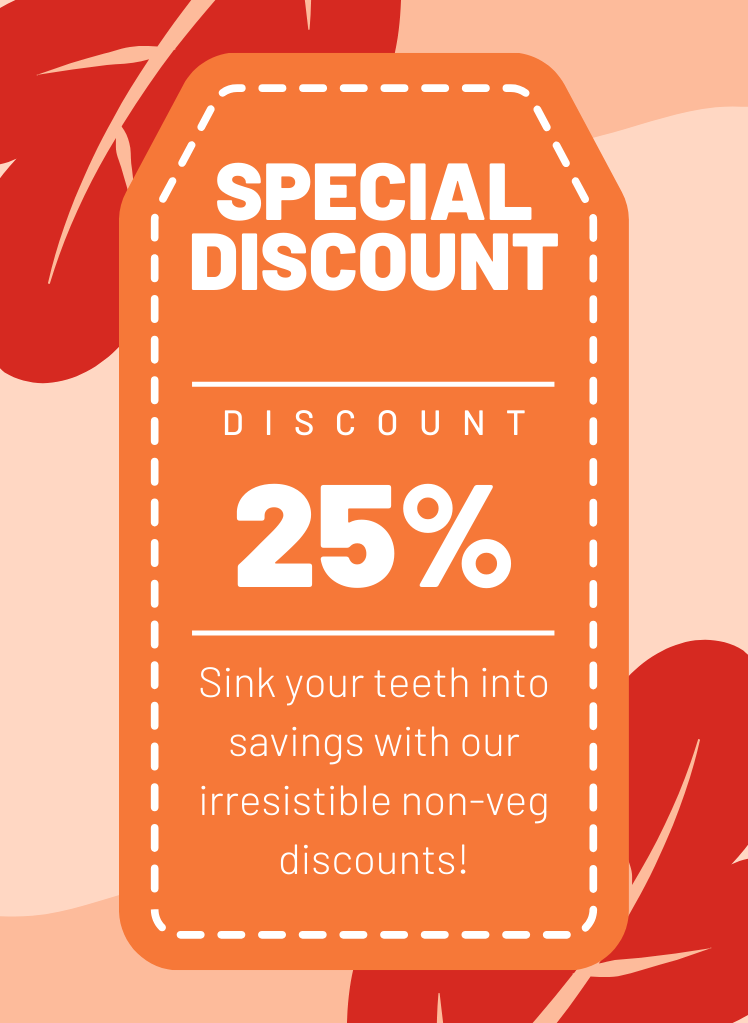 SPECIAL
DISCOUNT
DISCOUNT
25%
Sink your teeth into
savings with our
irresistible non-veg
discounts!